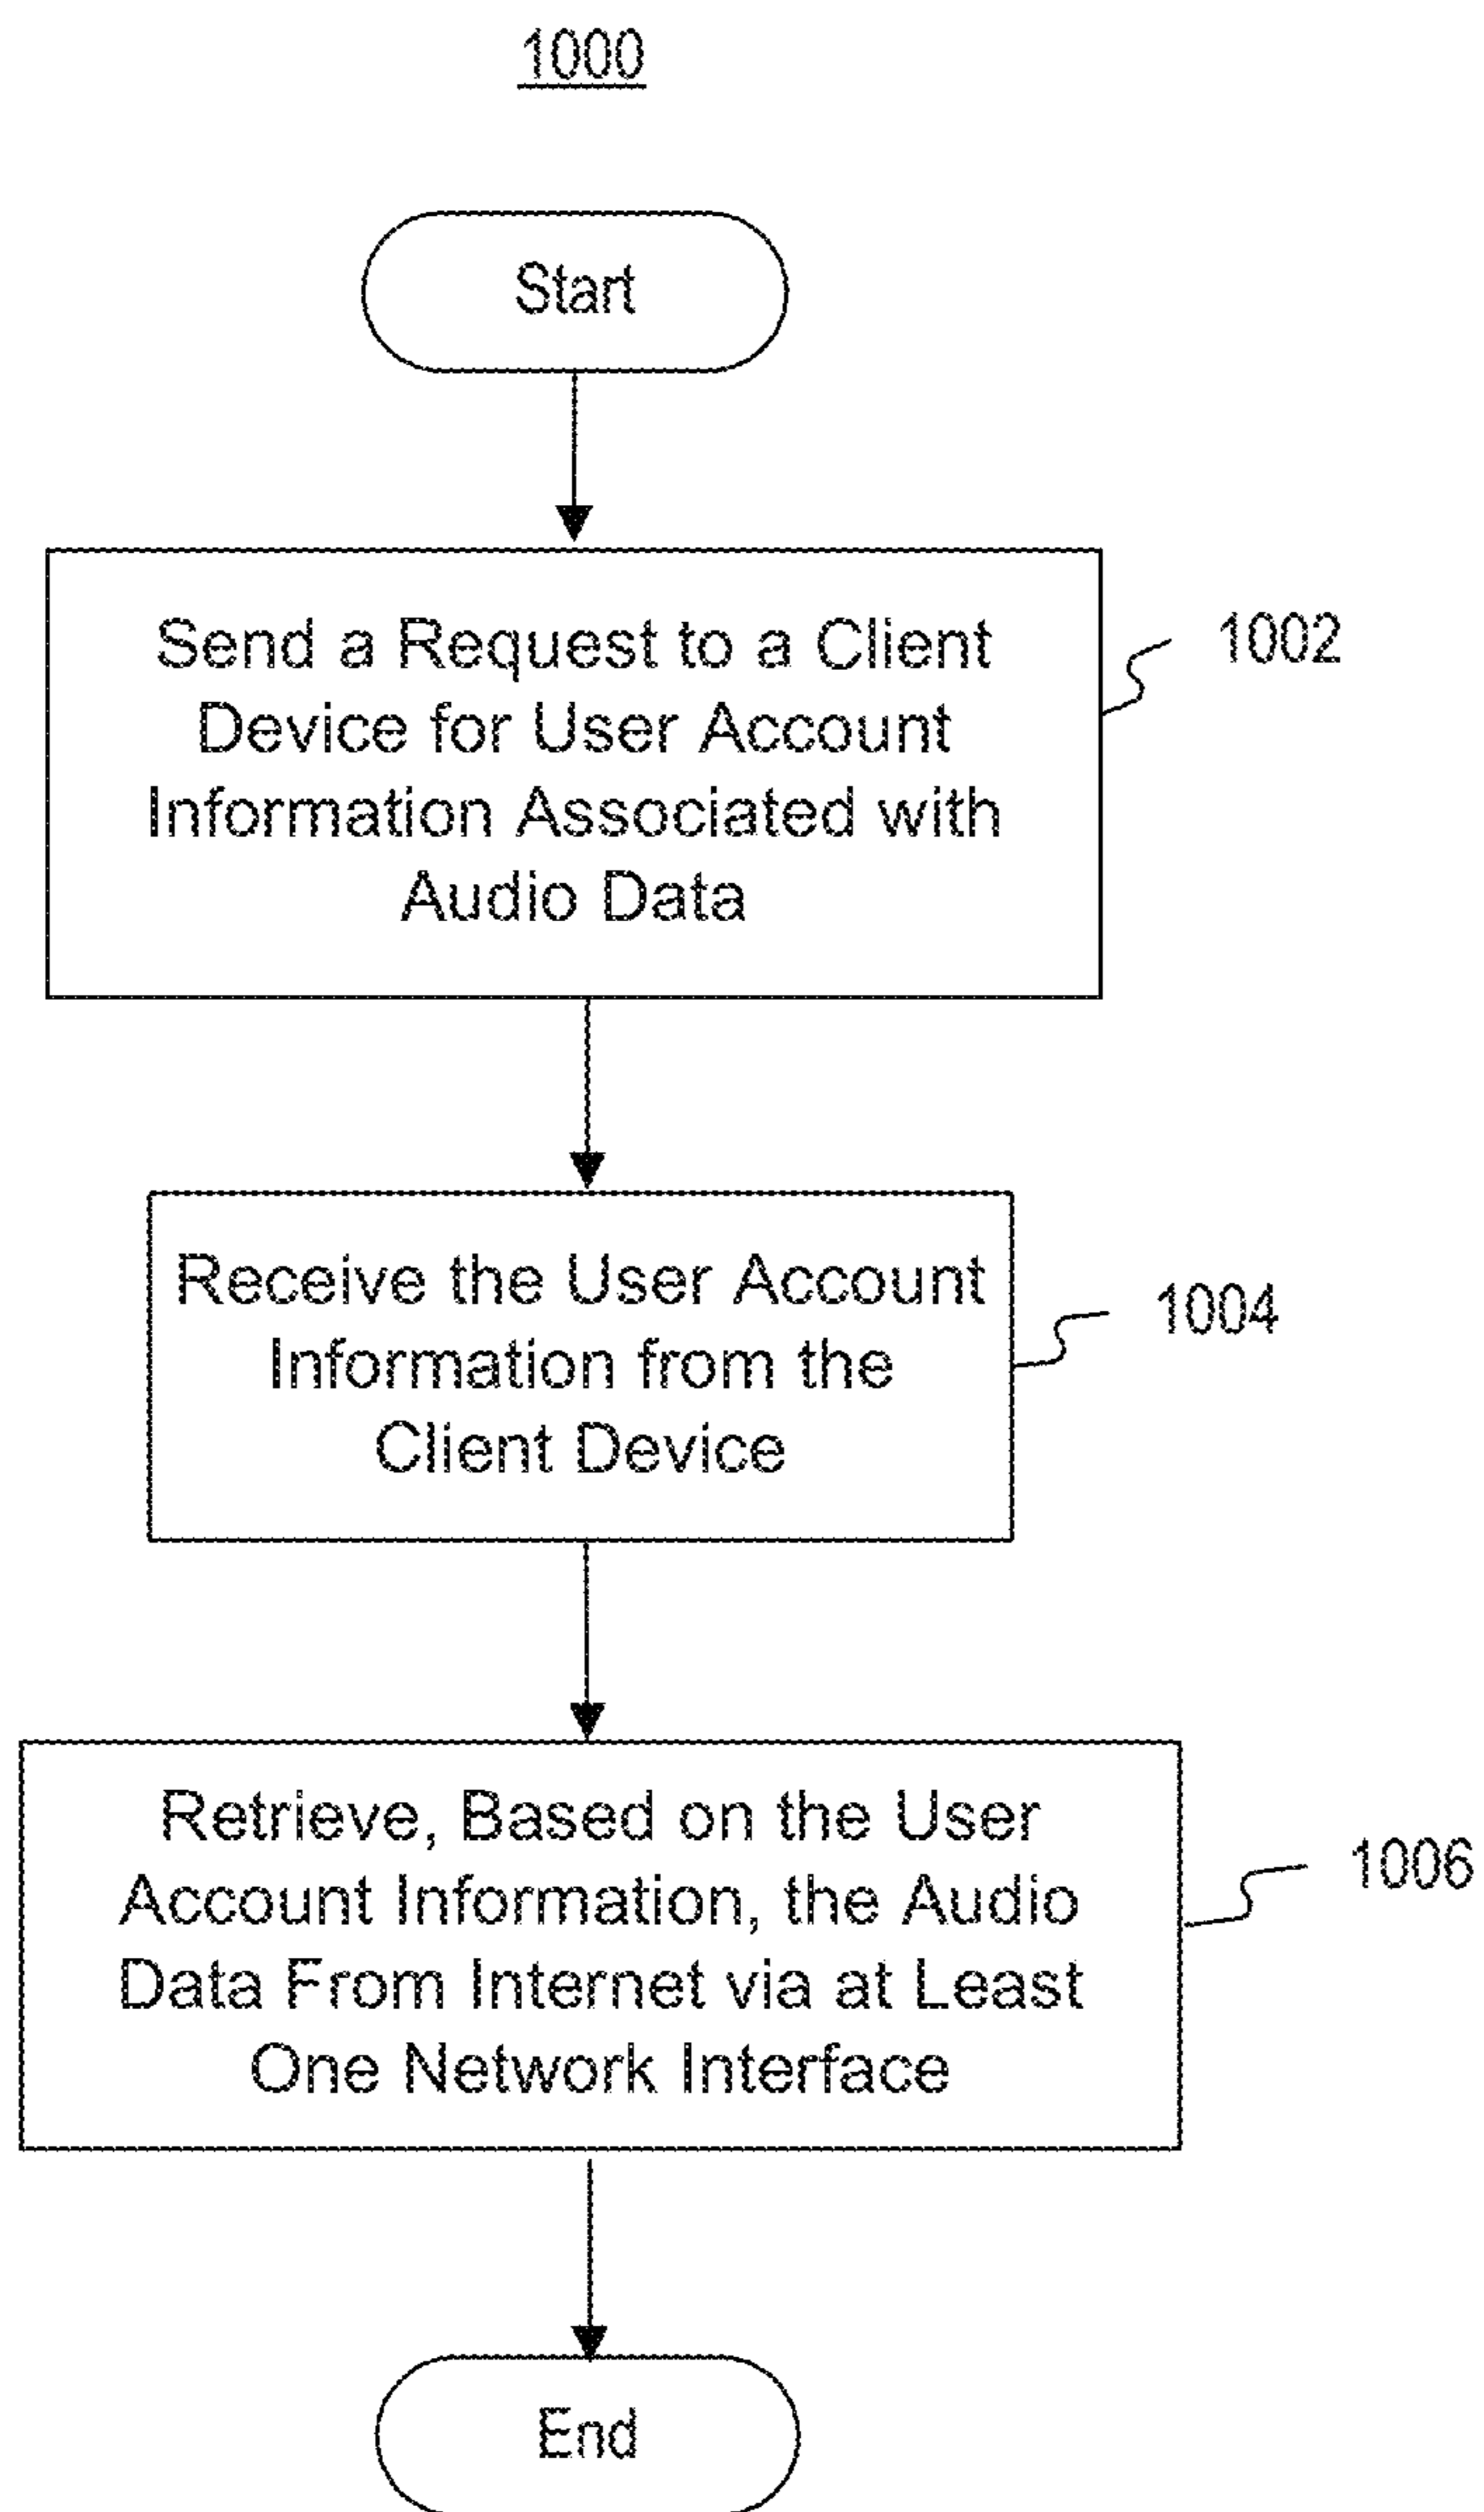 1000
Start
Send a Request to a Client
Device for User Account
Information Associated with
Audio Data
1002
Receive the User Account
Information from the
Client Device
1004
Retrieve, Based on the User
Account Information, the Audio
Data From Internet via at Least
One Network Interface
1006
End